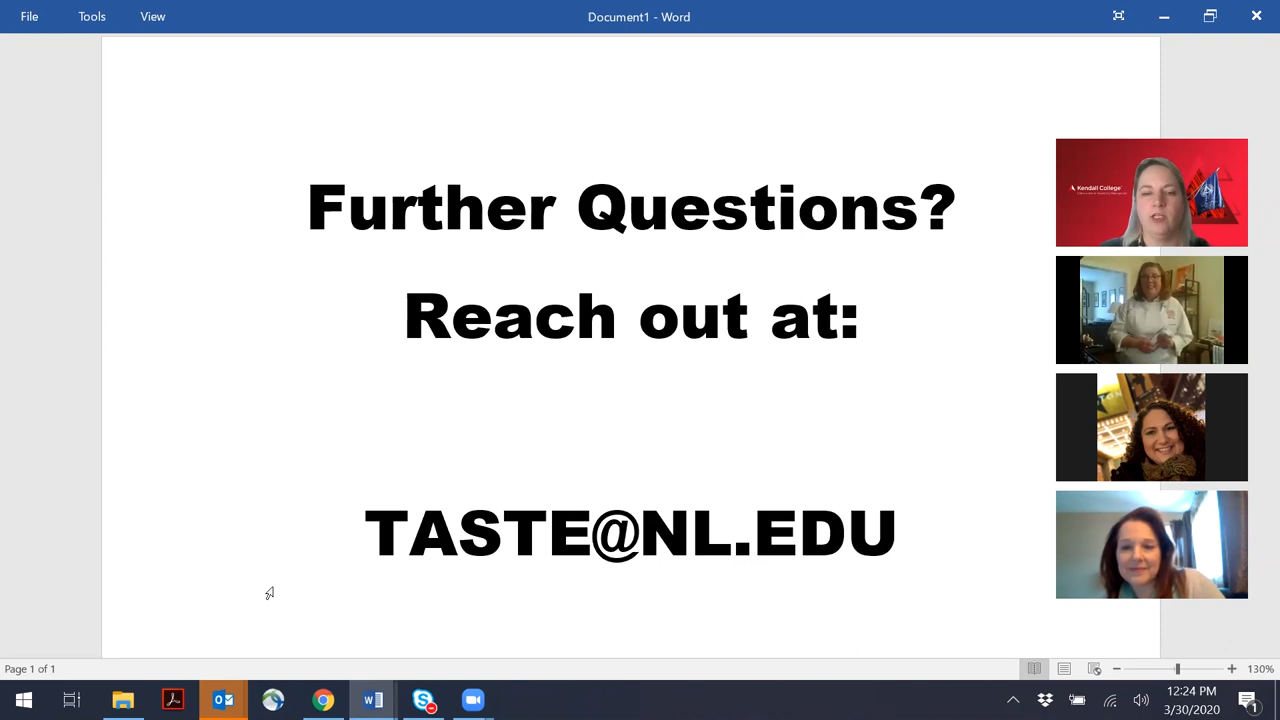 File Tools View Document1 - Word
Further Questions?
Reach out at:
TASTE@NL.EDU
Kendall College
Page 1 of 1
130%
12:24 PM
3/30/2020
1